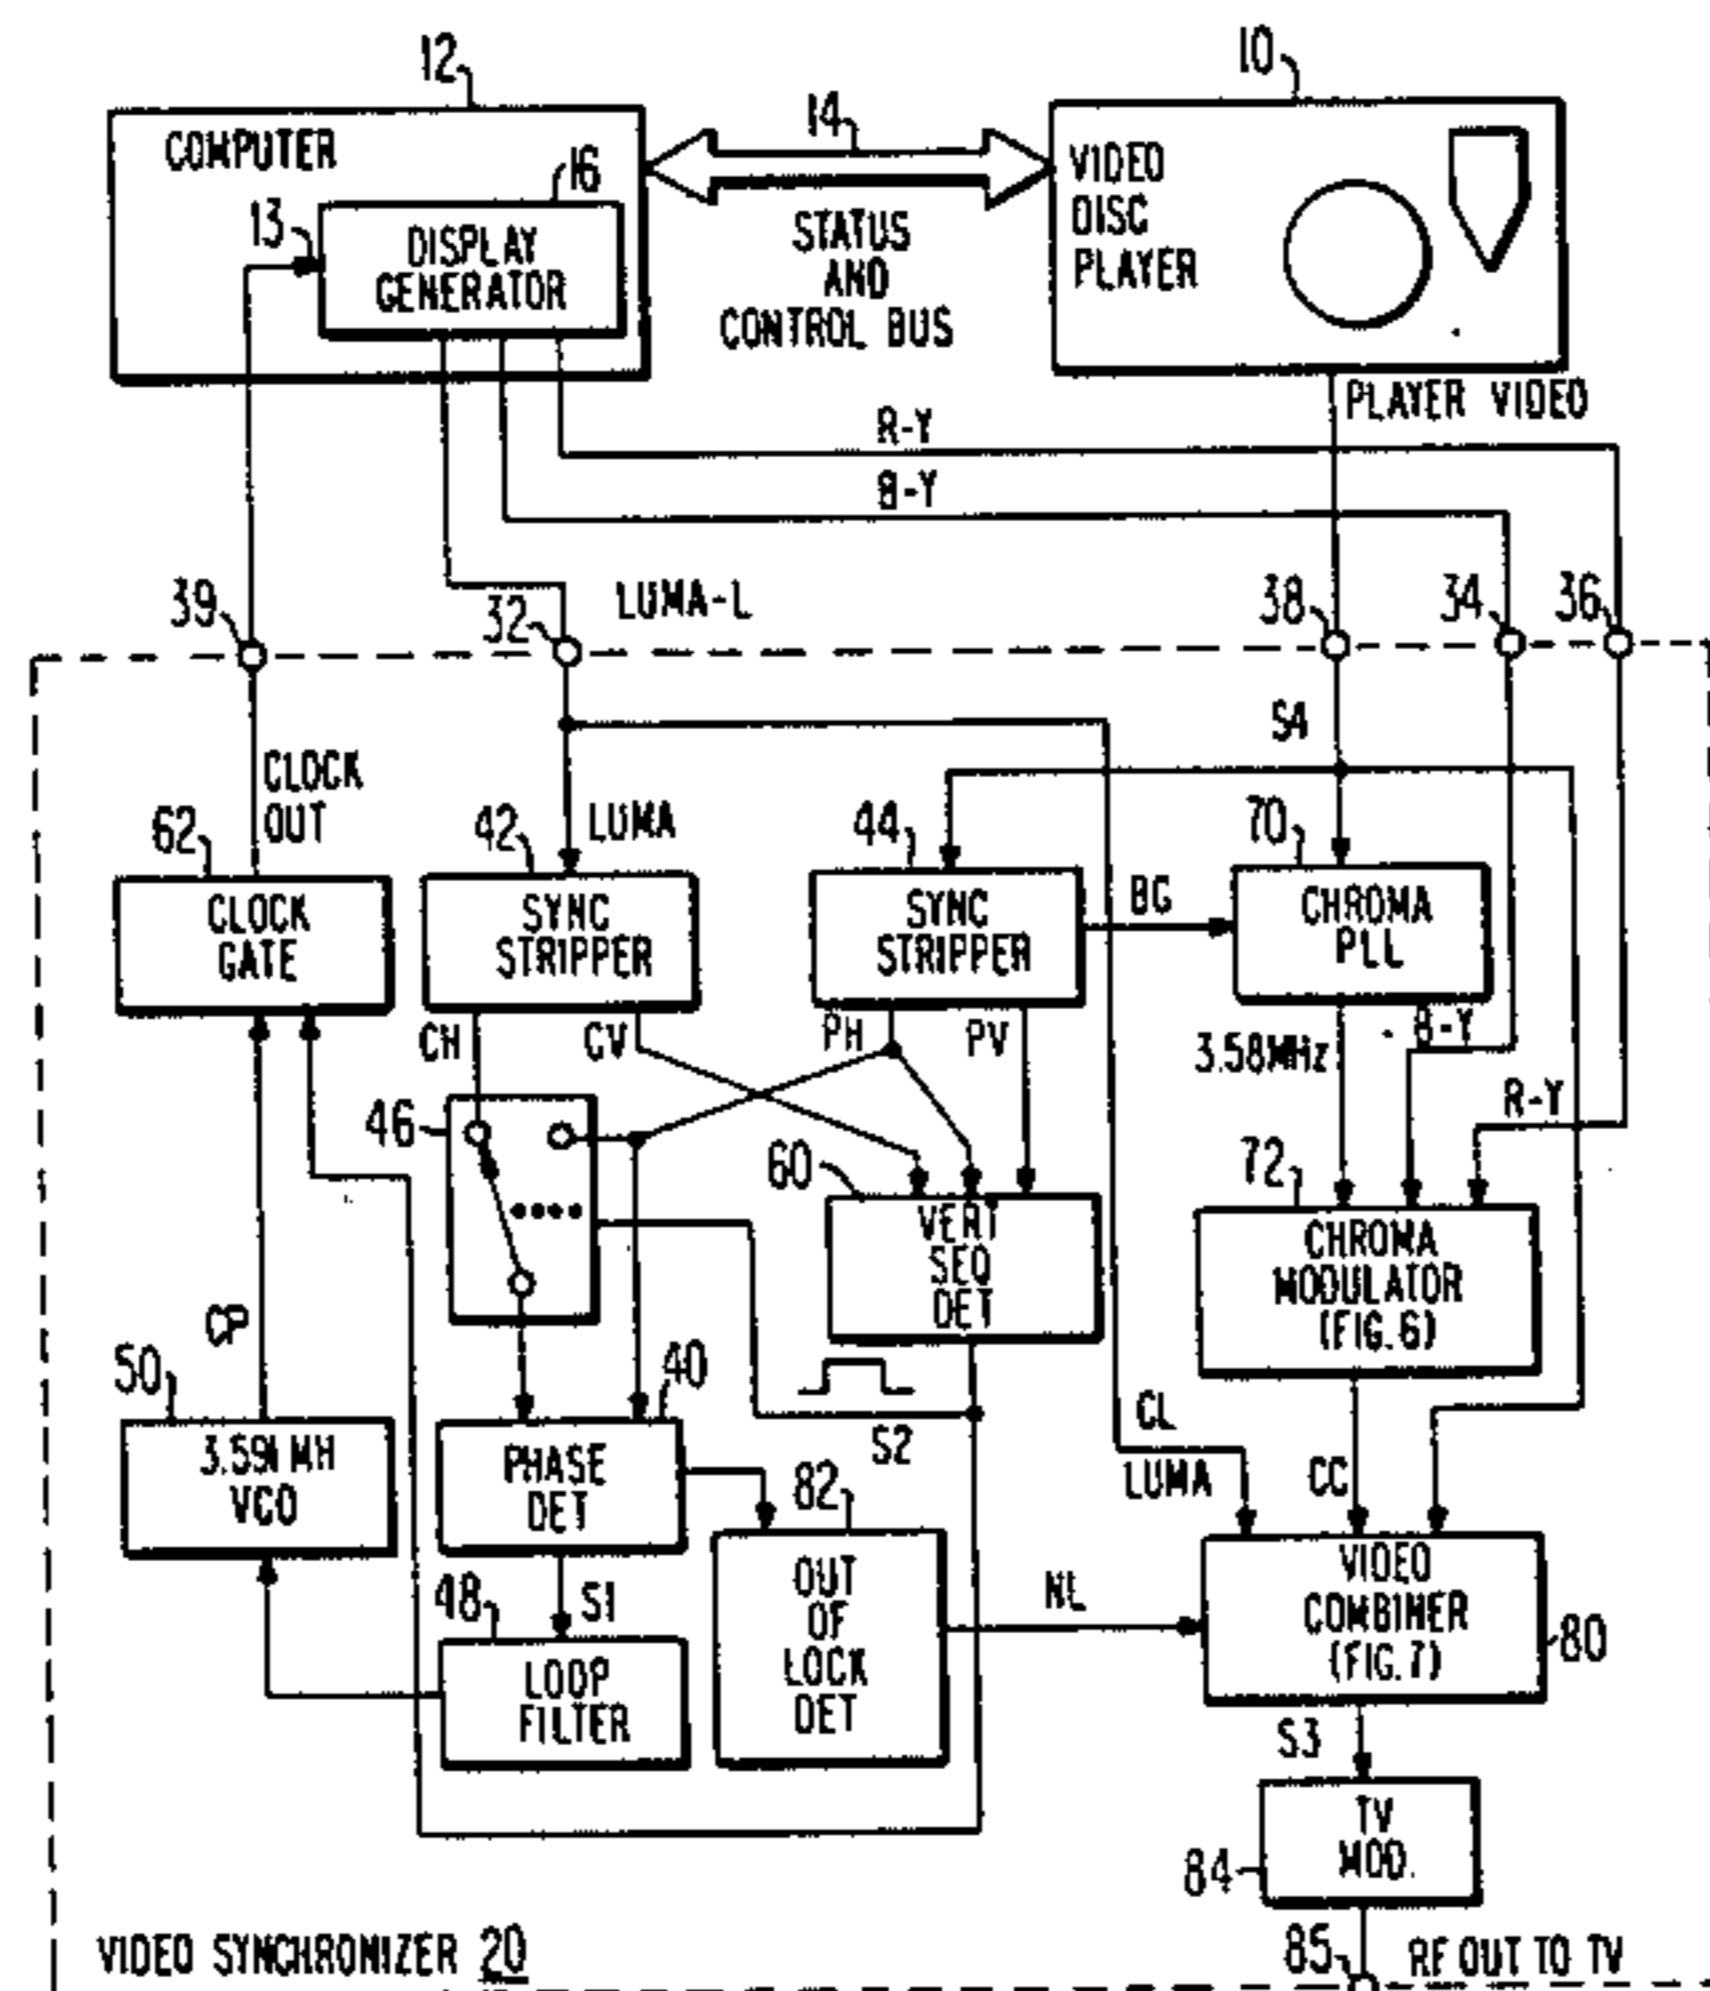 12
10
COMPUTER
14
16
VIDEO
DISC
PLAYER
13
DISPLAY
GENERATOR
STATUS
AND
CONTROL BUS
PLAYER VIDEO
R-Y
B-Y
39
32
LUMA-L
38
34
36
S4
CLOCK
OUT
62
42
LUMA
44
70
CLOCK
GATE
SYNC
STRIPPER
SYNC
STRIPPER
BG
CHROMA
PLL
CH
CV
PH
PV
3.58MHz
B-Y
R-Y
46
60
72
VERT
SEQ
DET
CHROMA
MODULATOR
(FIG.6)
CP
50
40
S2
CL
LUMA
CC
3.59MMH
VCO
PHASE
DET
82
48
S1
OUT
OF
LOCK
DET
NL
VIDEO
COMBINER
(FIG.7)
80
LOOP
FILTER
S3
TV
MOD.
84
VIDEO SYNCHRONIZER 20
85
RF OUT TO TV